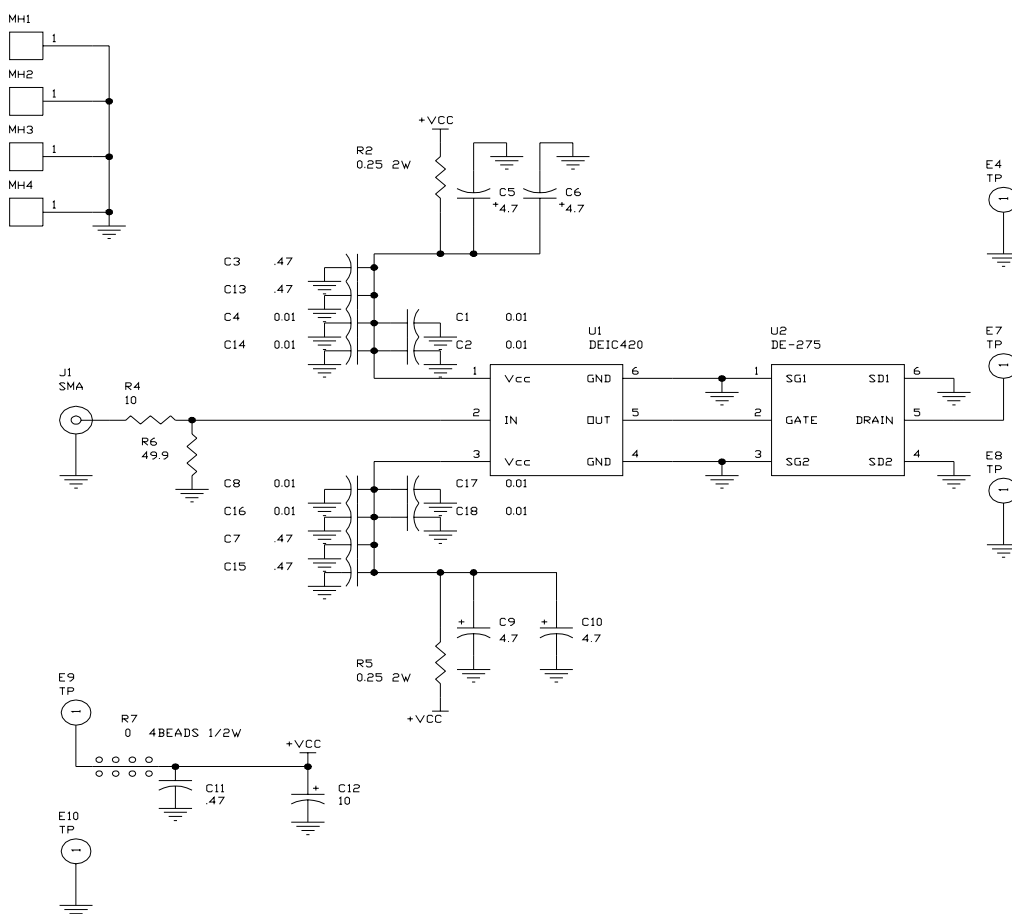 MH1
1
MH2
1
MH3
1
MH4
1
+VCC
R2
0.25 2W
C5
+4.7
C6
+4.7
E4
TP
1
C3 .47
C13 .47
C4 0.01
C14 0.01
C1 0.01
C2 0.01
U1
DEIC420
U2
DE-275
E7
TP
1
J1
SMA
R4
10
R6
49.9
1 Vcc GND 6
2 IN OUT 5
3 Vcc GND 4
1 SG1 SD1 6
2 GATE DRAIN 5
3 SG2 SD2 4
E8
TP
1
C8 0.01
C16 0.01
C7 .47
C15 .47
C17 0.01
C18 0.01
+ C9
4.7
+ C10
4.7
R5
0.25 2W
+VCC
E9
TP
1
R7
0 4BEADS 1/2W
+VCC
C11
.47
+ C12
10
E10
TP
1